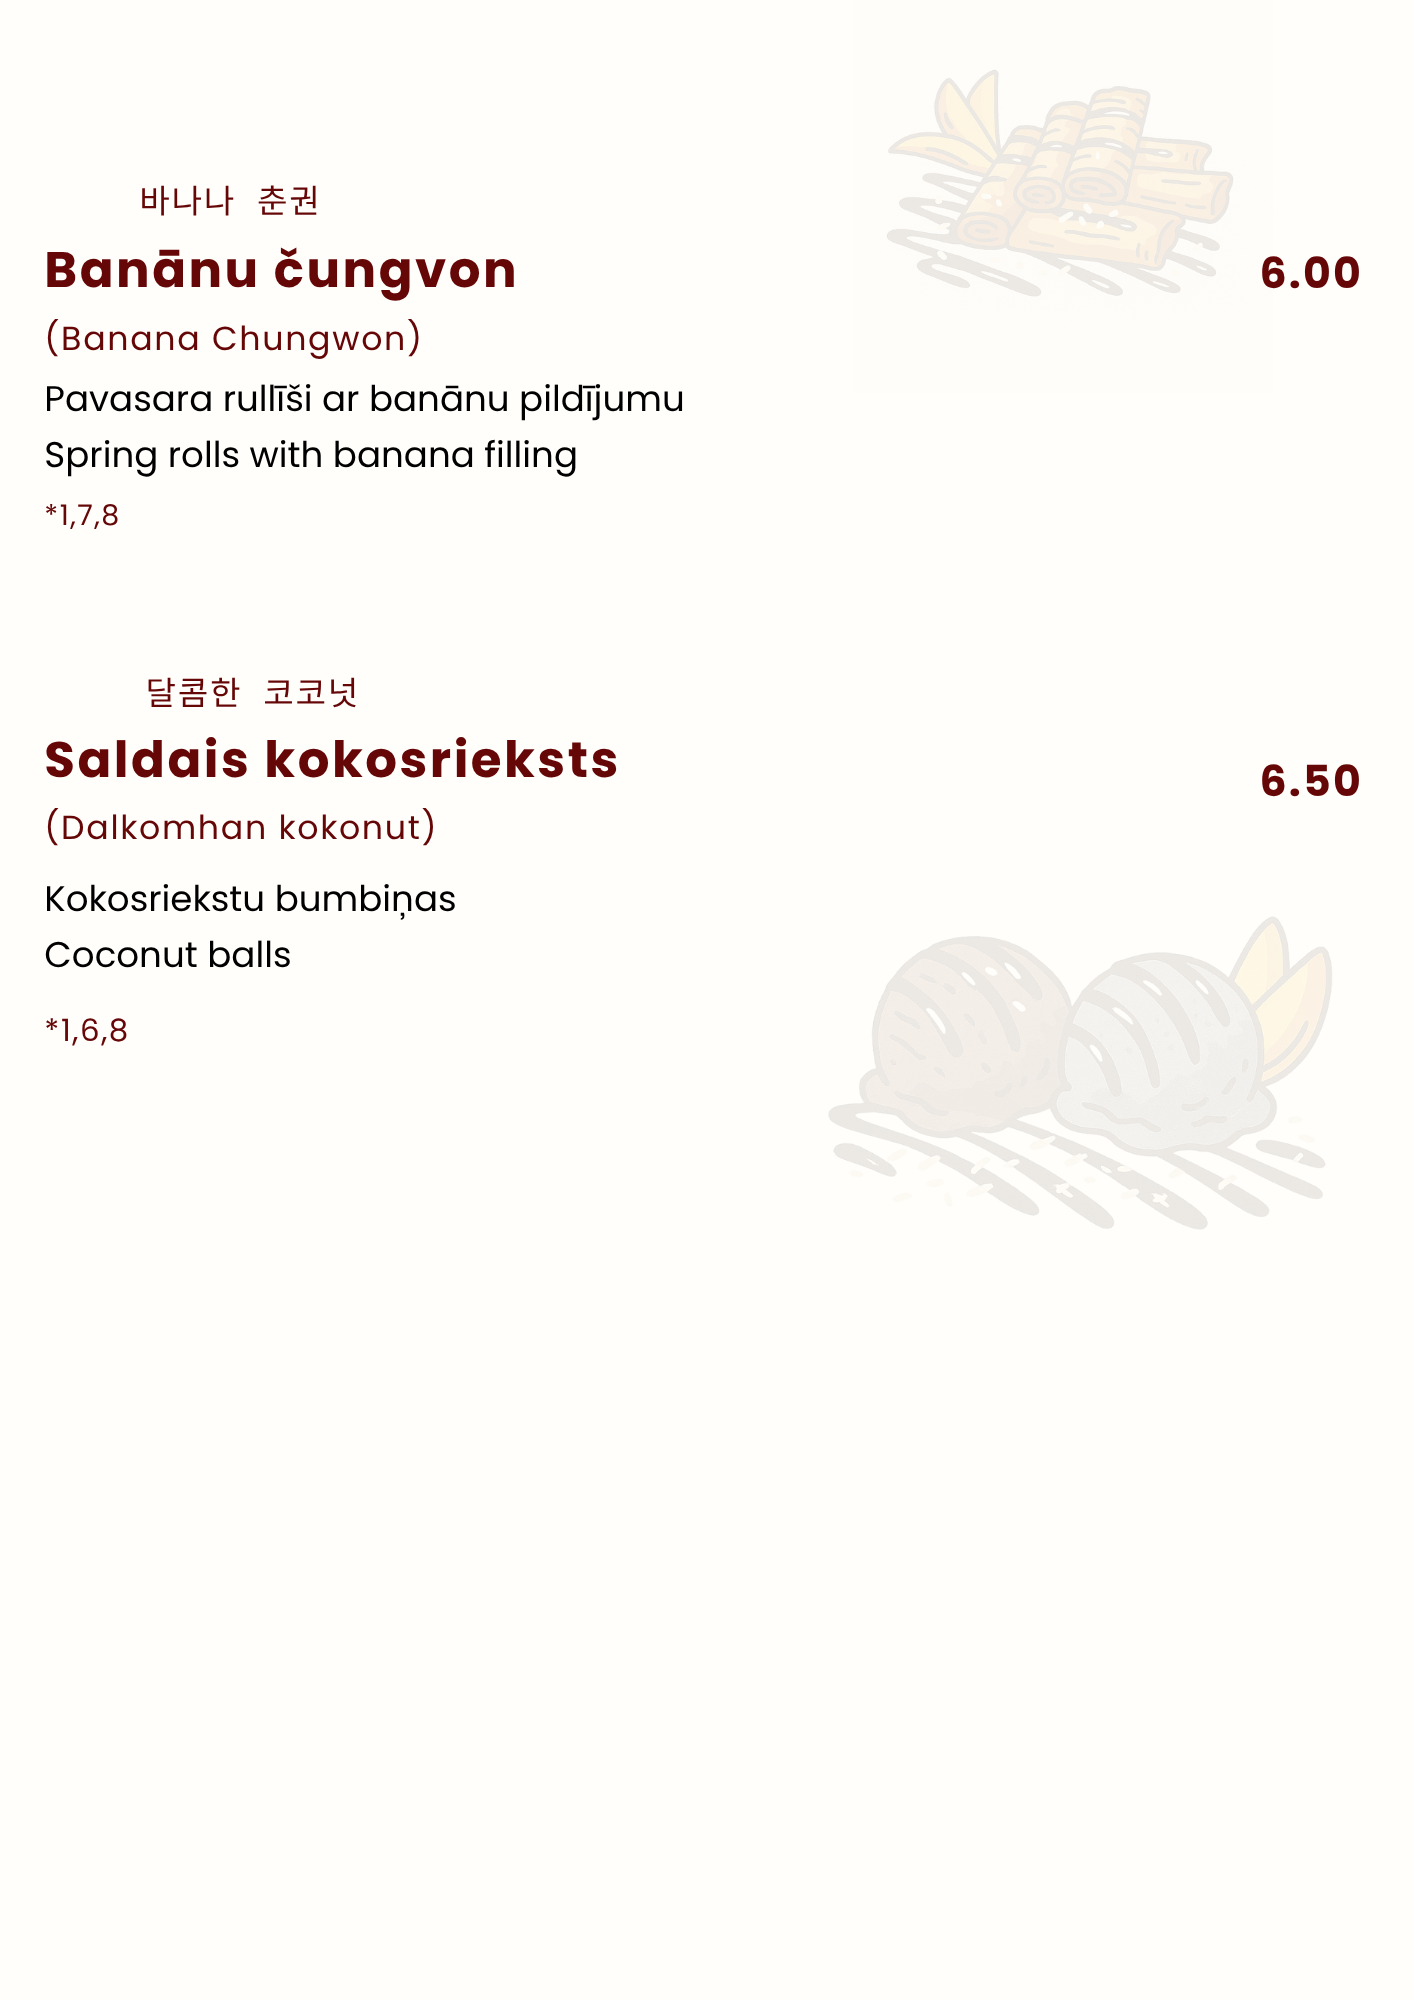 바나나 춘권
Banānu čungvon
6.00
(Banana Chungwon)
Pavasara rullīši ar banānu pildījumu
Spring rolls with banana filling
*1,7,8
달콤한 코코넛
Saldais kokosrieksts
6.50
(Dalkomhan kokonut)
Kokosriekstu bumbiņas
Coconut balls
*1,6,8